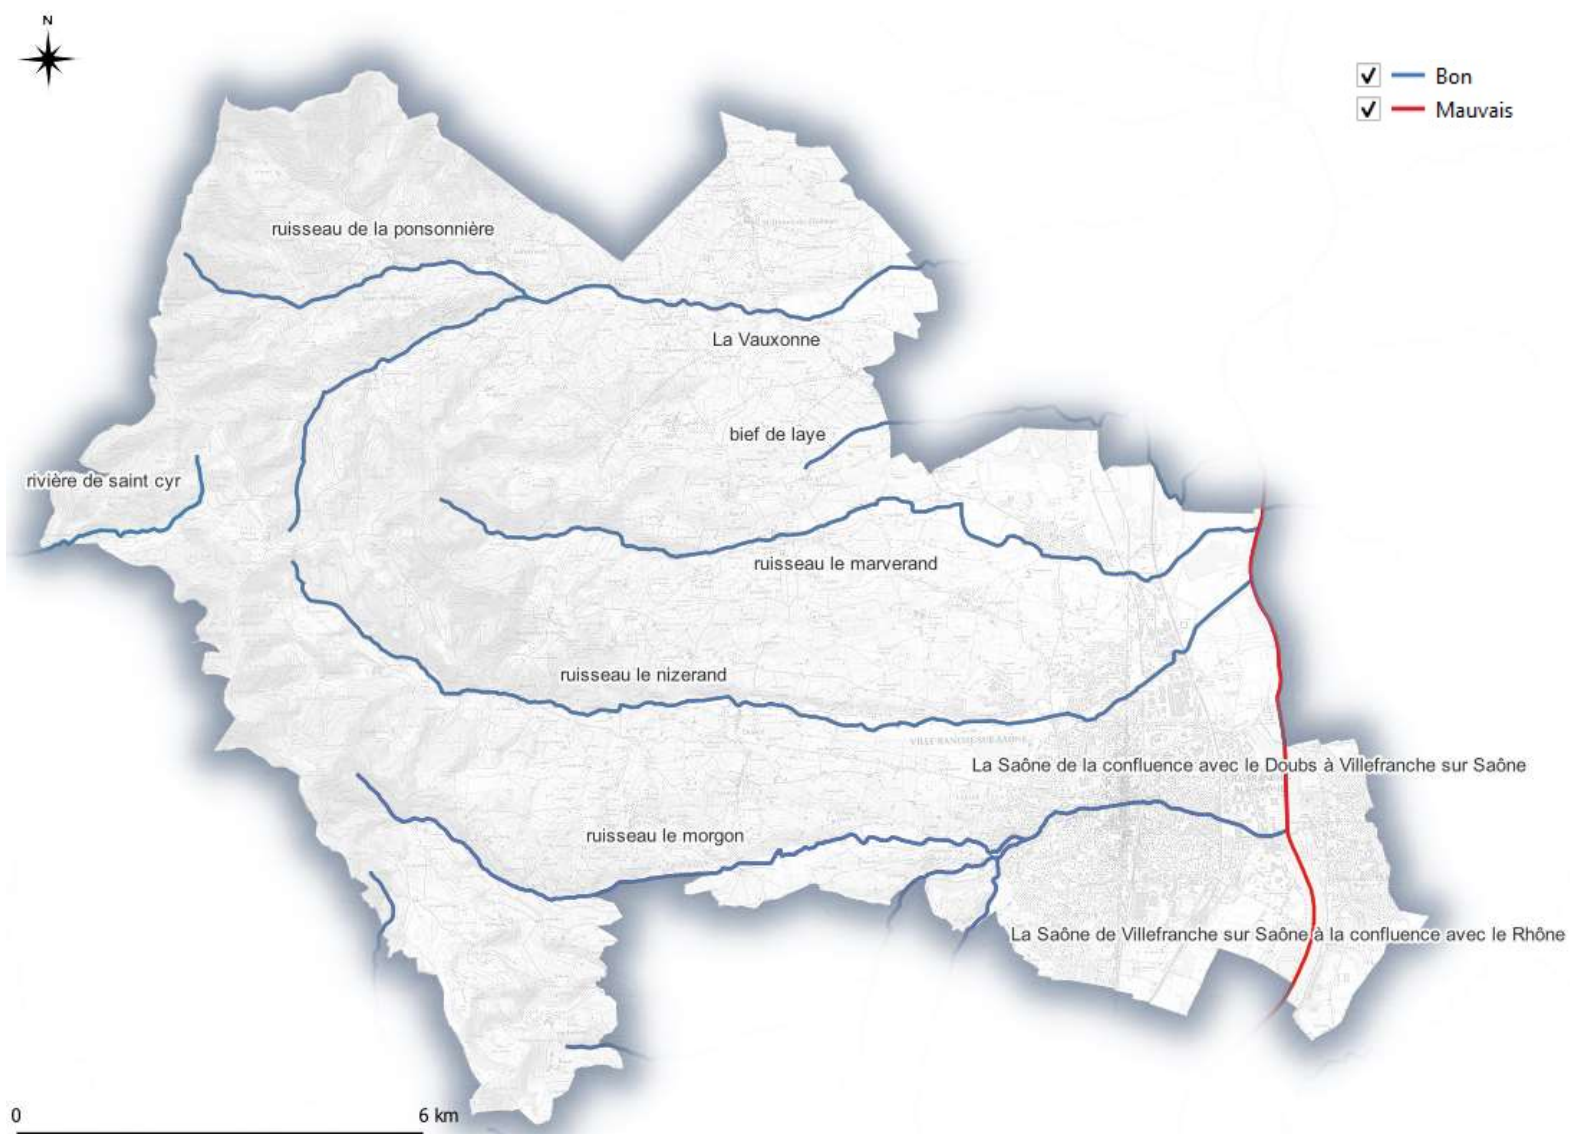 N
Bon
Mauvais
ruisseau de la ponsonnière
La Vauxonne
bief de laye
rivière de saint cyr
ruisseau le marverand
ruisseau le nizerand
La Saône de la confluence avec le Doubs à Villefranche sur Saône
ruisseau le morgon
La Saône de Villefranche sur Saône à la confluence avec le Rhône
0
6 km